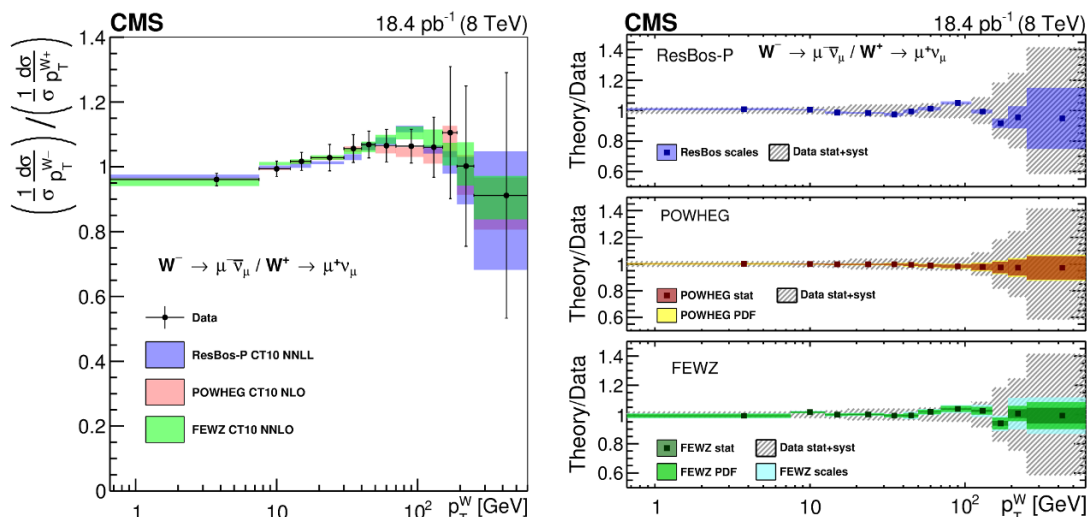 CMS 18.4 pb⁻¹ (8 TeV)
(1/σ dσ/p_T^W-) / (1/σ dσ/p_T^W+)
1.4
1.2
1.0
0.8
0.6
0.4
0.2
0
W⁻ → μ⁻ν̄_μ / W⁺ → μ⁺ν_μ
Data
ResBos-P CT10 NNLL
POWHEG CT10 NLO
FEWZ CT10 NNLO
1 10 10² p_T^W [GeV]
CMS 18.4 pb⁻¹ (8 TeV)
Theory/Data
1.4
1.2
1
0.8
0.6
ResBos-P W⁻ → μ⁻ν̄_μ / W⁺ → μ⁺ν_μ
ResBos scales Data stat+syst
Theory/Data
1.4
1.2
1
0.8
0.6
POWHEG
POWHEG stat Data stat+syst
POWHEG PDF
Theory/Data
1.4
1.2
1
0.8
0.6
FEWZ
FEWZ stat Data stat+syst
FEWZ PDF FEWZ scales
1 10 10² p_T^W [GeV]